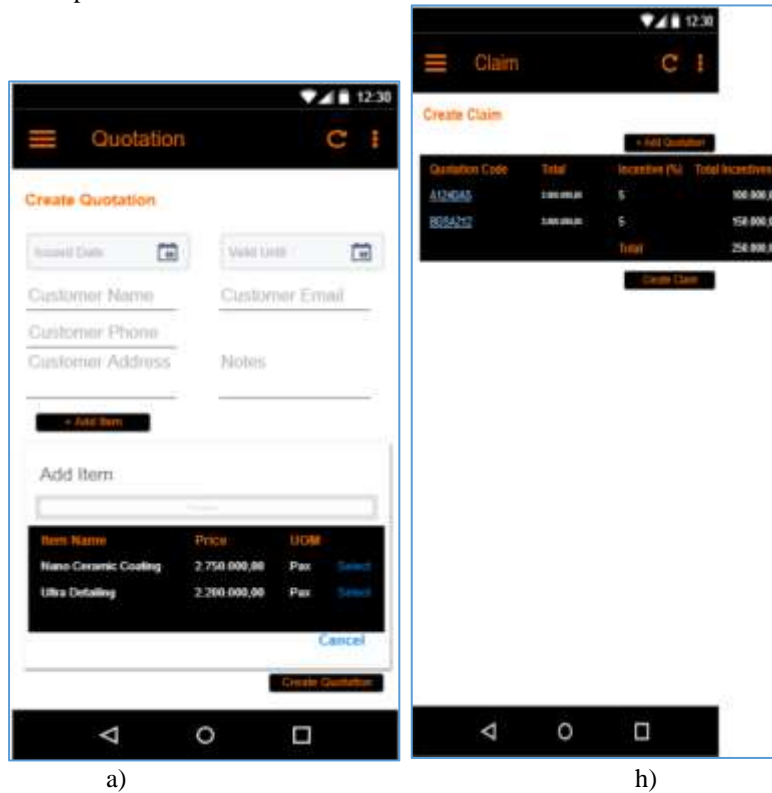 12:30
Quotation
Create Quotation
Issued Date
Valid Until
Customer Name
Customer Email
Customer Phone
Customer Address
Notes
+ Add Item
Add Item
Item Name Price UOM
Nano Ceramic Coating 2.750.000,00 Pax Select
Ultra Detailing 2.200.000,00 Pax Select
Cancel
Create Quotation
a)
12:30
Claim
Create Claim
+ Add Quotation
Quotation Code Total Incentive (%) Total Incentives
5 100.000,0
5 150.000,0
Total 250.000,0
Create Claim
h)